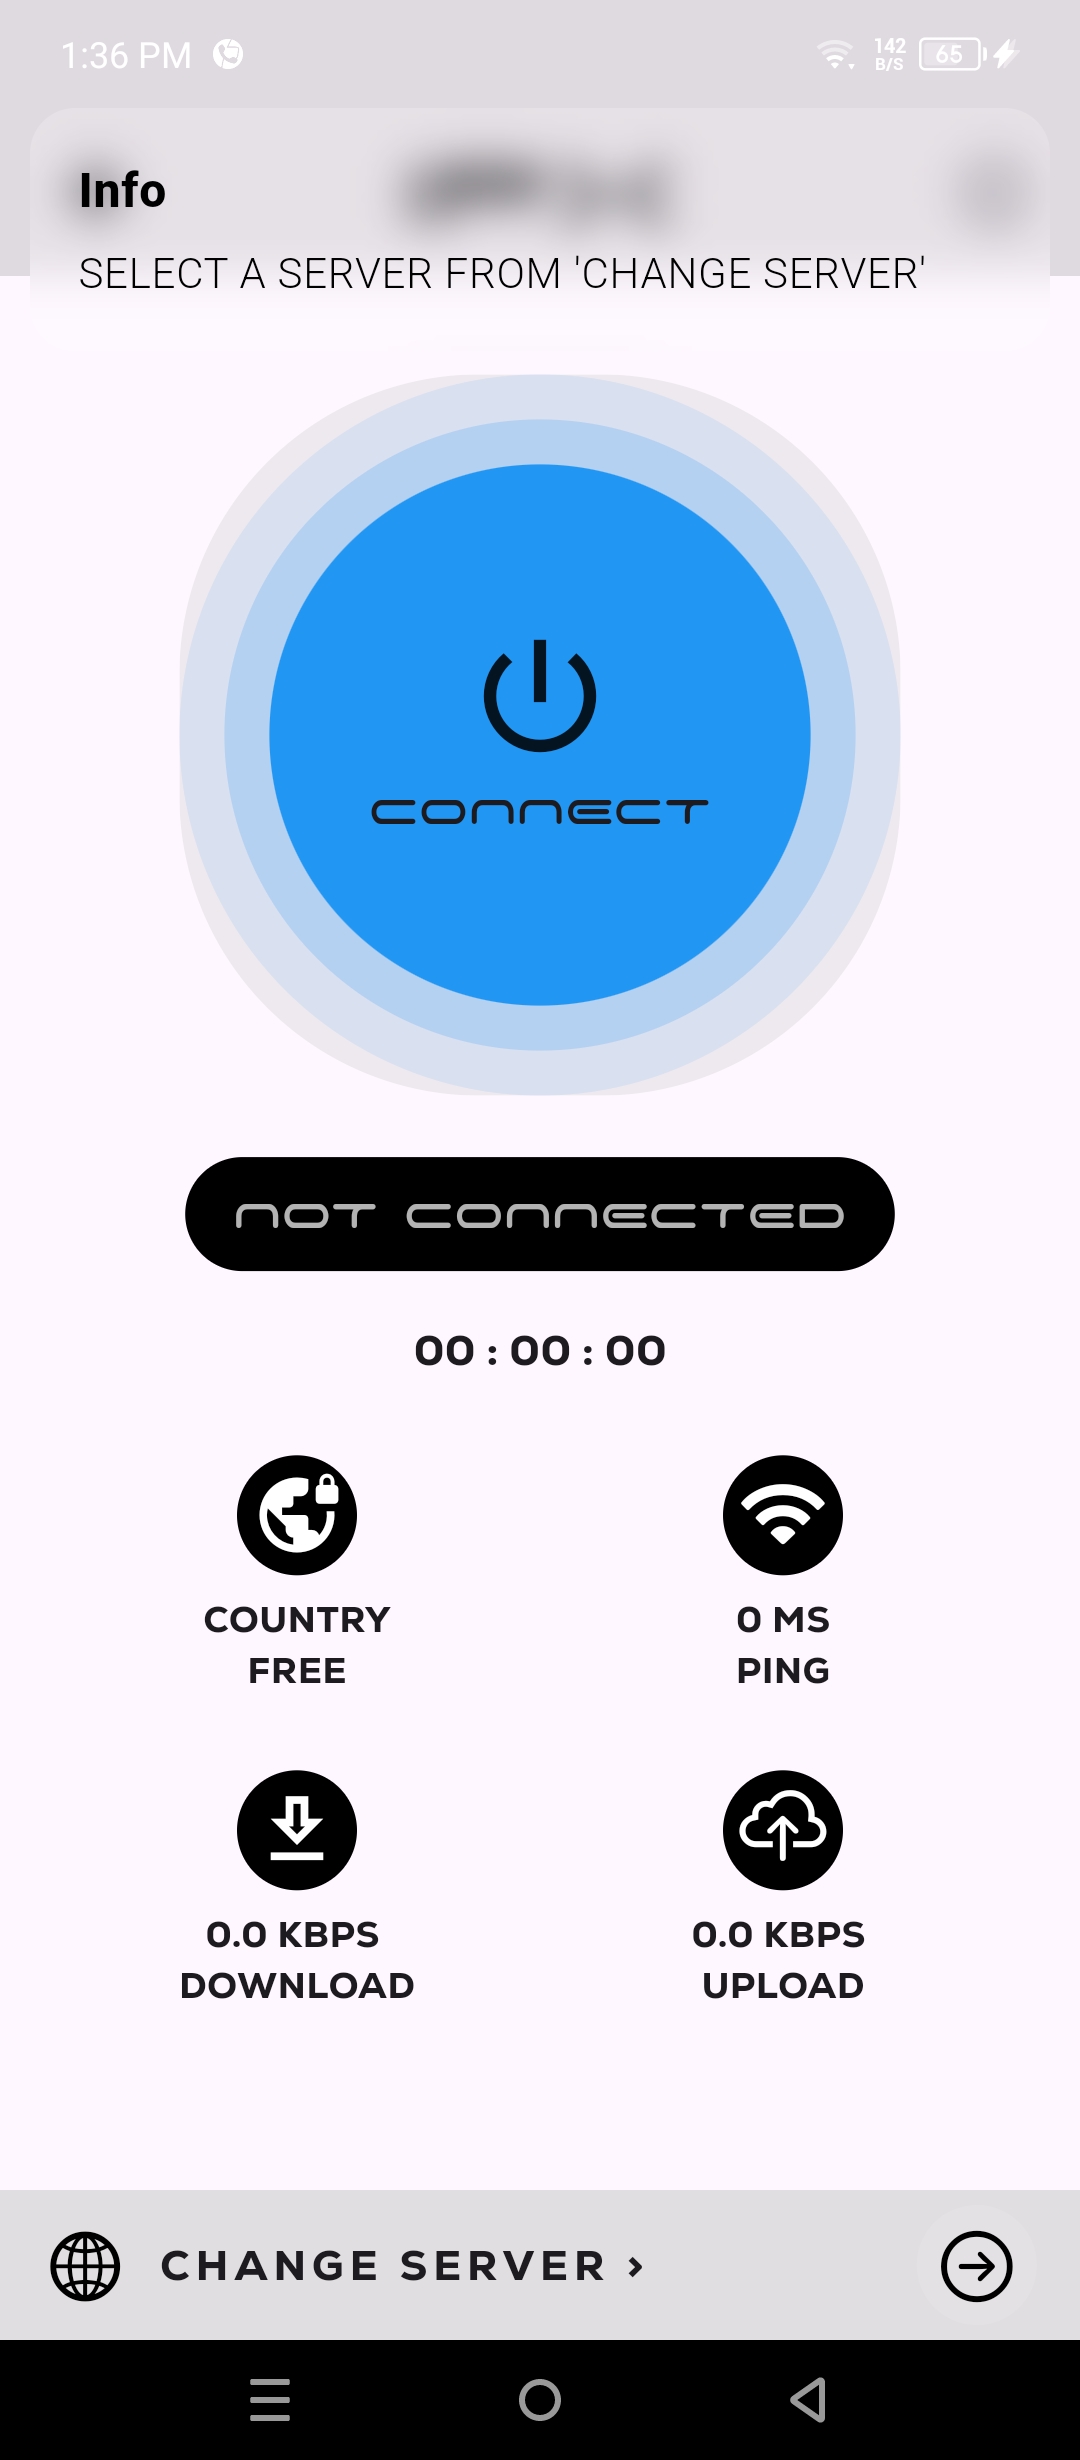 1:36 PM
142
B/S
65
Info
SELECT A SERVER FROM 'CHANGE SERVER'
CONNECT
NOT CONNECTED
00 : 00 : 00
COUNTRY
FREE
0 MS
PING
0.0 KBPS
DOWNLOAD
0.0 KBPS
UPLOAD
CHANGE SERVER ›